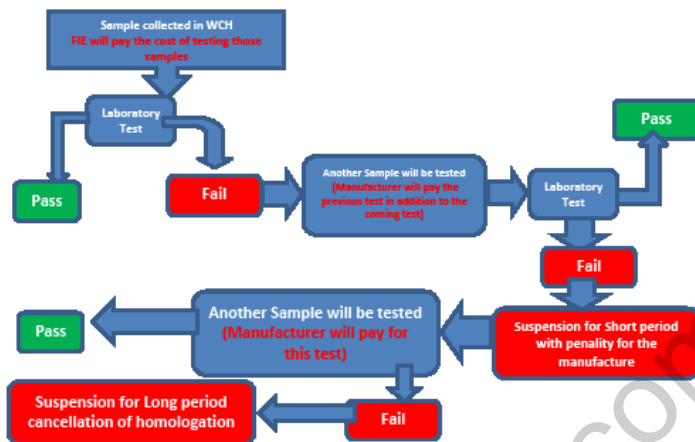 Sample collected in WCH
FIE will pay the cost of testing those
samples
Laboratory
Test
Pass
Fail
Another Sample will be tested
(Manufacturer will pay the
previous test in addition to the
coming test)
Laboratory
Test
Pass
Fail
Suspension for Short period
with penality for the
manufacture
Another Sample will be tested
(Manufacturer will pay for
this test)
Pass
Fail
Suspension for Long period
cancellation of homologation
com